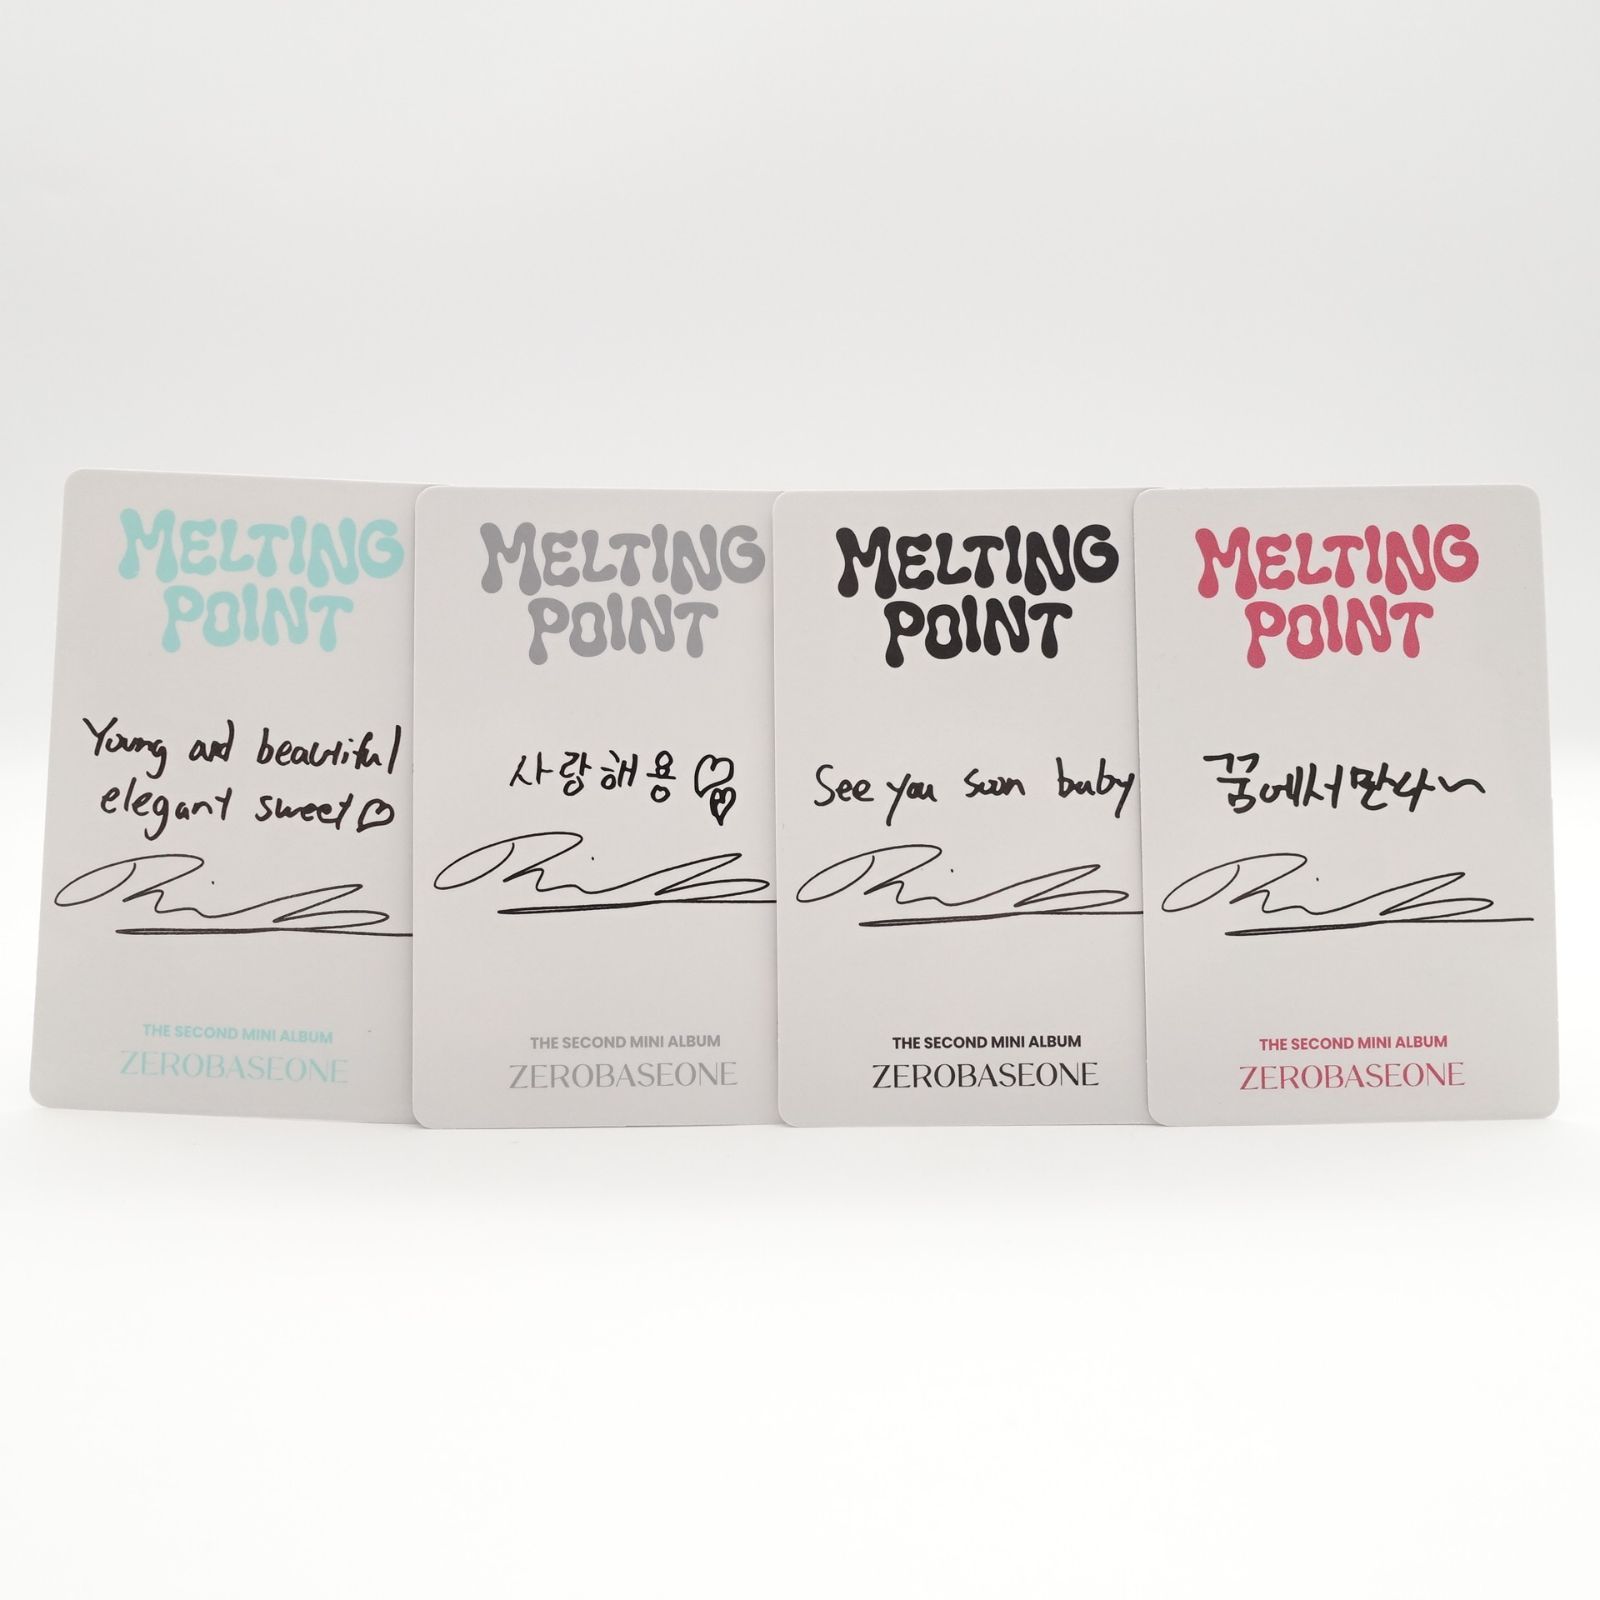 MELTING
POINT
Young and beautiful
elegant sweet
THE SECOND MINI ALBUM
ZEROBASEONE
MELTING
POINT
사랑해용
THE SECOND MINI ALBUM
ZEROBASEONE
MELTING
POINT
See you soon baby
THE SECOND MINI ALBUM
ZEROBASEONE
MELTING
POINT
꿈에서만나~
THE SECOND MINI ALBUM
ZEROBASEONE